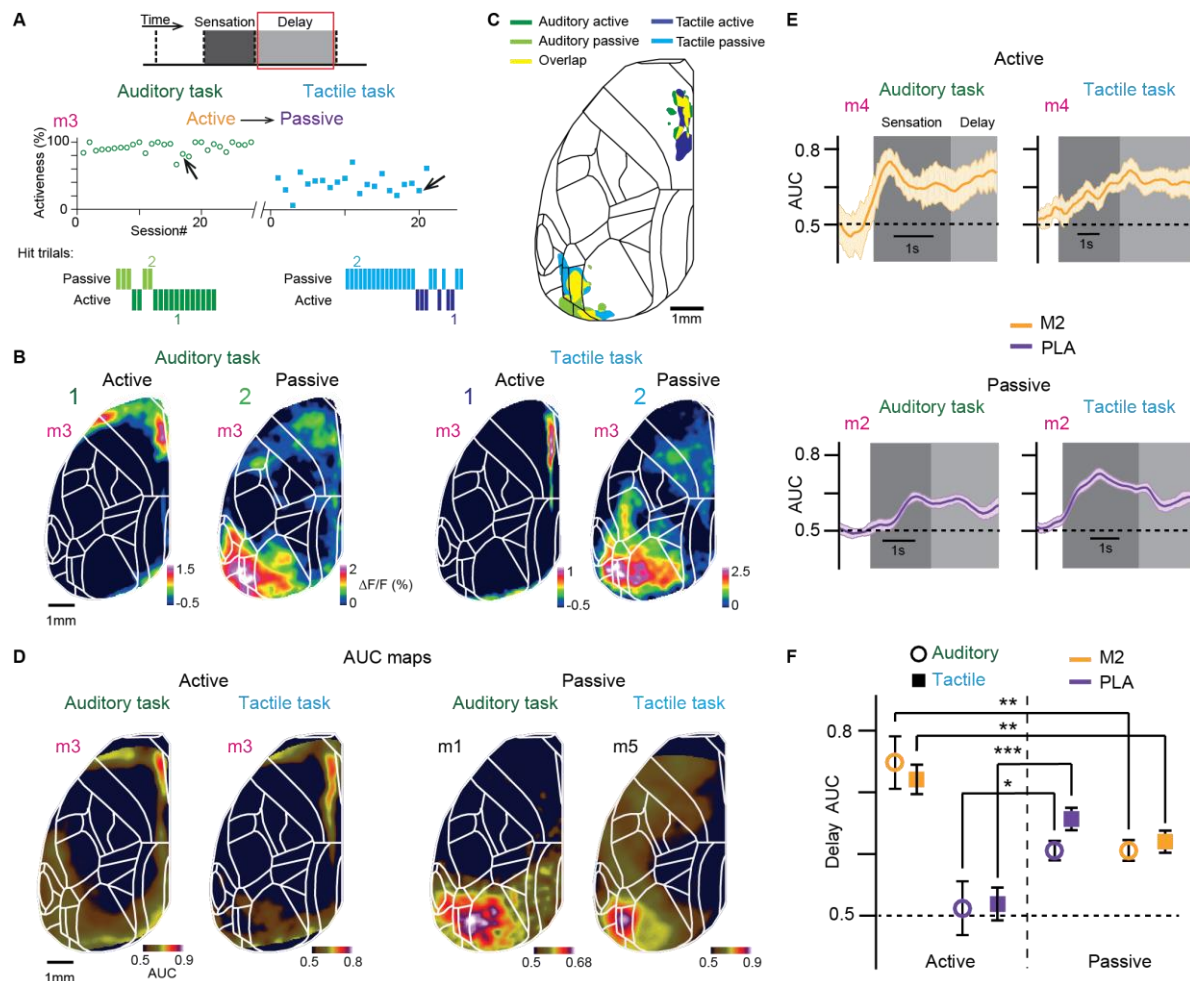 A
Time
Sensation
Delay
Auditory task
Tactile task
m3
Active
Passive
Activeness (%)
100
0
0
20
0
20
Session#
Hit trilals:
Passive
Active
2
1
2
1
B
Auditory task
Tactile task
Active
Passive
Active
Passive
1
2
1
2
m3
m3
m3
m3
1.5
-0.5
2
0
ΔF/F (%)
1
-0.5
2.5
0
1mm
C
Auditory active
Tactile active
Auditory passive
Tactile passive
Overlap
1mm
D
AUC maps
Active
Passive
Auditory task
Tactile task
Auditory task
Tactile task
m3
m3
m1
m5
0.5
0.9
AUC
0.5
0.8
0.5
0.68
0.5
0.9
1mm
E
Active
m4
Auditory task
m4
Tactile task
Sensation
Delay
0.8
AUC
0.5
1s
1s
M2
PLA
Passive
m2
Auditory task
m2
Tactile task
0.8
AUC
0.5
1s
1s
F
Auditory
Tactile
M2
PLA
0.8
Delay AUC
0.5
**
**
***
*
Active
Passive